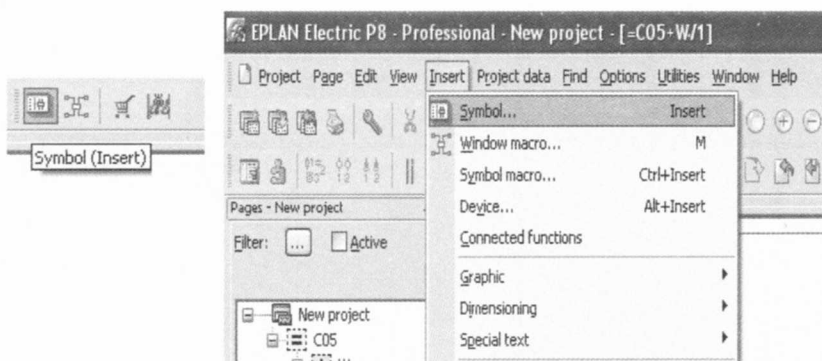 EPLAN Electric P8 - Professional - New project - [=C05+W/1]
Project Page Edit View Insert Project data Find Options Utilities Window Help
Symbol (Insert)
Symbol... Insert
Window macro... M
Symbol macro... Ctrl+Insert
Device... Alt+Insert
Connected functions
Graphic
Dimensioning
Special text
Pages - New project
Filter: ... Active
New project
C05